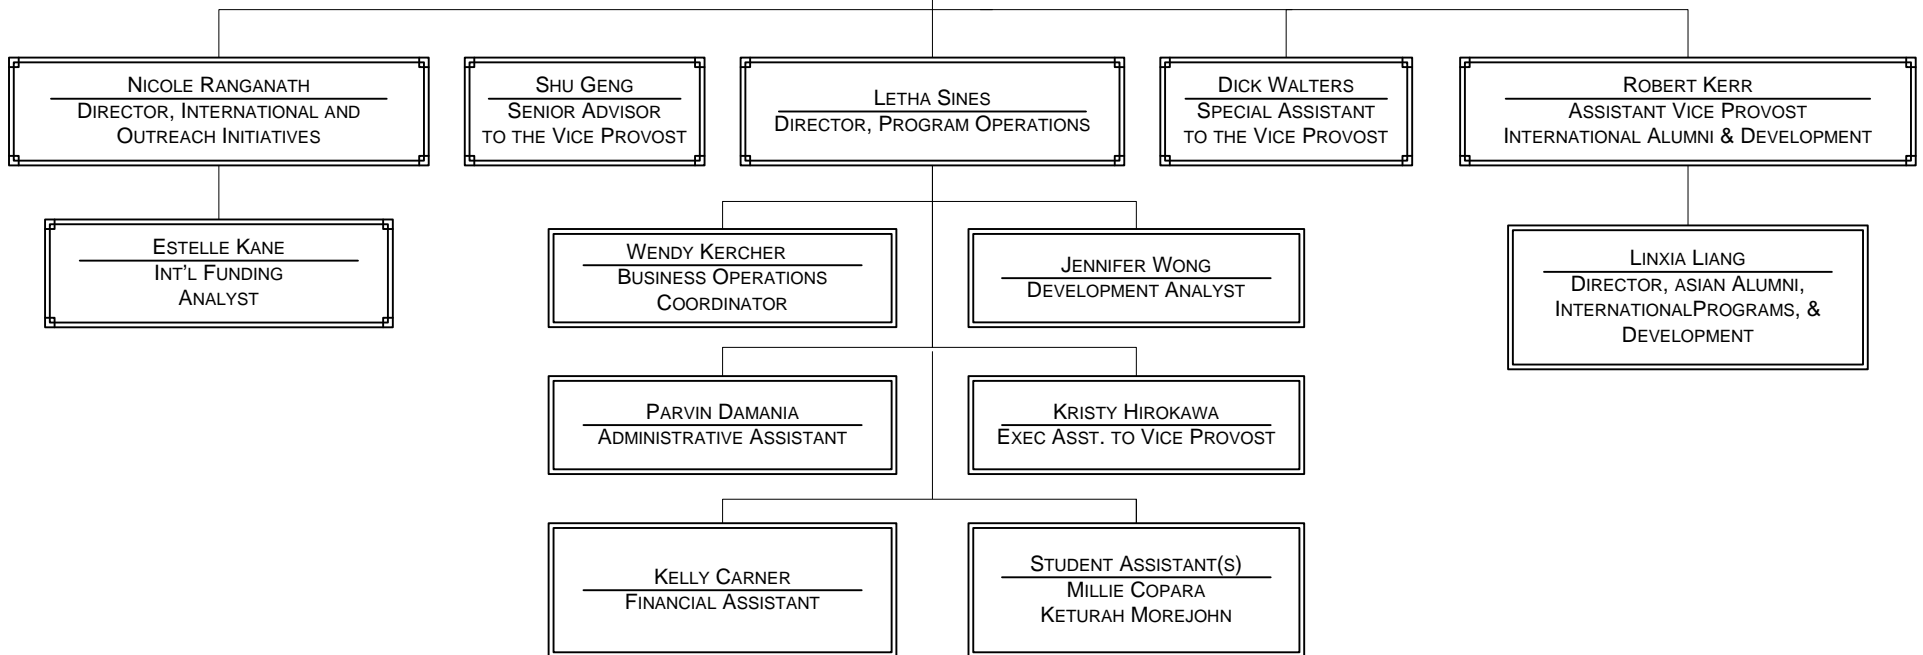 NICOLE RANGANATH
DIRECTOR, INTERNATIONAL AND
OUTREACH INITIATIVES
SHU GENG
SENIOR ADVISOR
TO THE VICE PROVOST
LETHA SINES
DIRECTOR, PROGRAM OPERATIONS
DICK WALTERS
SPECIAL ASSISTANT
TO THE VICE PROVOST
ROBERT KERR
ASSISTANT VICE PROVOST
INTERNATIONAL ALUMNI & DEVELOPMENT
ESTELLE KANE
INT'L FUNDING
ANALYST
WENDY KERCHER
BUSINESS OPERATIONS
COORDINATOR
JENNIFER WONG
DEVELOPMENT ANALYST
LINXIA LIANG
DIRECTOR, ASIAN ALUMNI,
INTERNATIONALPROGRAMS, &
DEVELOPMENT
PARVIN DAMANIA
ADMINISTRATIVE ASSISTANT
KRISTY HIROKAWA
EXEC ASST. TO VICE PROVOST
KELLY CARNER
FINANCIAL ASSISTANT
STUDENT ASSISTANT(S)
MILLIE COPARA
KETURAH MOREJOHN